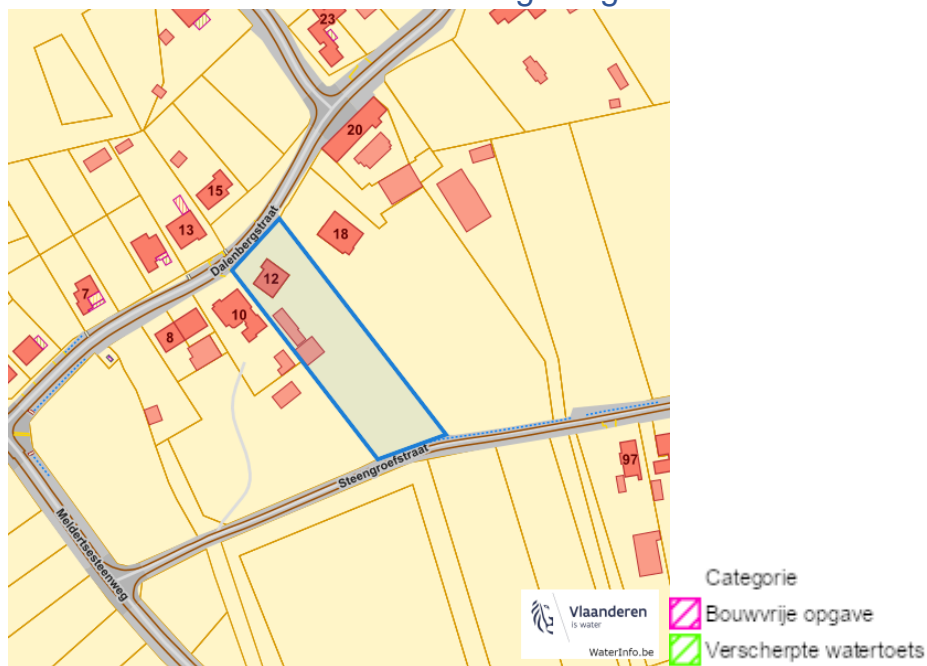 23
20
15
13
18
Dalenbergstraat
12
7
10
8
Steengroefstraat
97
Meldertsesteenweg
Vlaanderen
is water
WaterInfo.be
Categorie
Bouwvrije opgave
Verscherpte watertoets